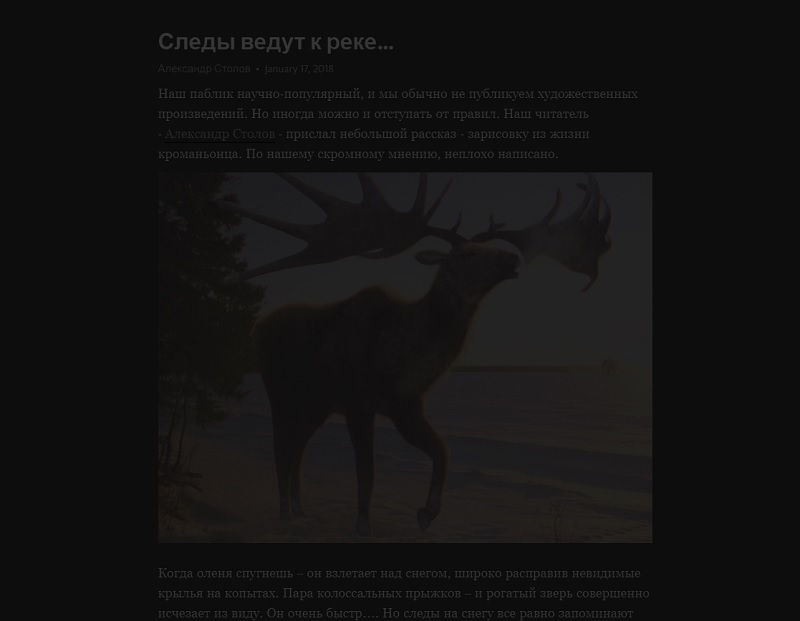 Следы ведут к реке...
Александр Столов • January 17, 2018
Наш паблик научно-популярный, и мы обычно не публикуем художественных
произведений. Но иногда можно и отступать от правил. Наш читатель
- Александр Столов - прислал небольшой рассказ - зарисовку из жизни
кроманьонца. По нашему скромному мнению, неплохо написано.
Когда оленя спугнешь – он взлетает над снегом, широко расправив невидимые
крылья на копытах. Пара колоссальных прыжков – и рогатый зверь совершенно
исчезает из виду. Он очень быстр…. Но следы на снегу все равно запоминают